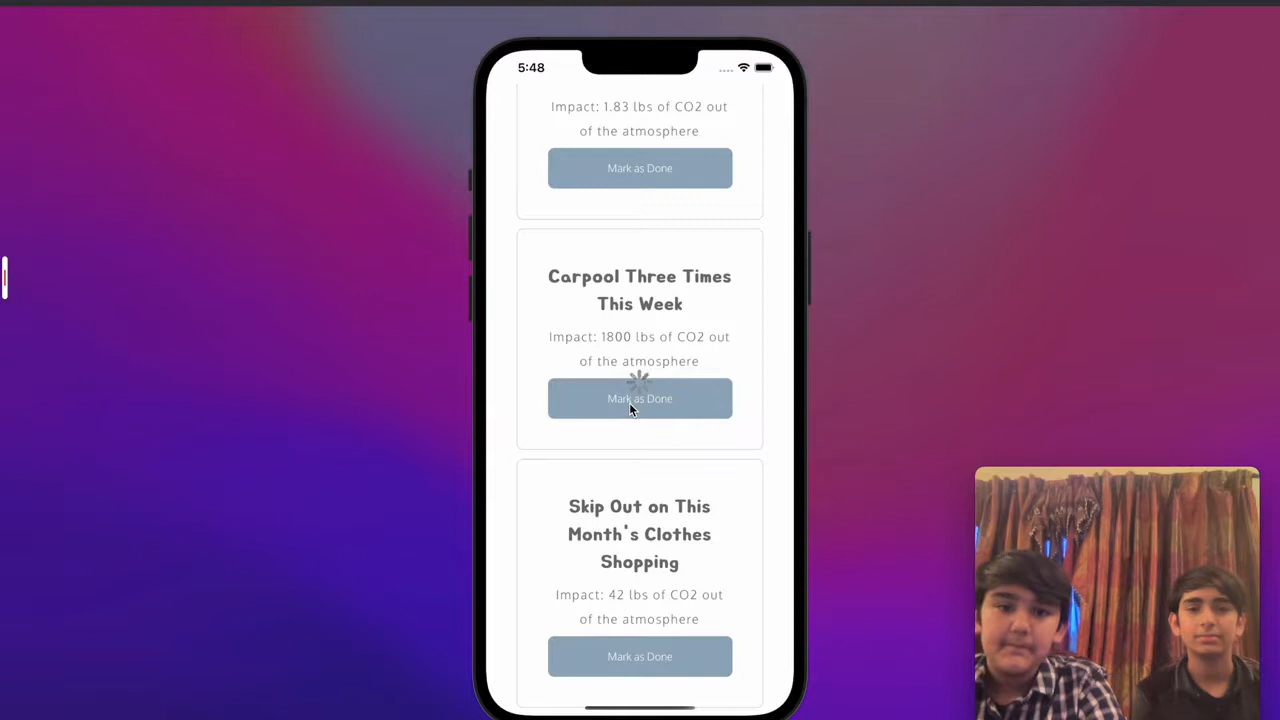 5:48
Impact: 1.83 lbs of CO2 out
of the atmosphere
Mark as Done
Carpool Three Times
This Week
Impact: 1800 lbs of CO2 out
of the atmosphere
Mark as Done
Skip Out on This
Month's Clothes
Shopping
Impact: 42 lbs of CO2 out
of the atmosphere
Mark as Done